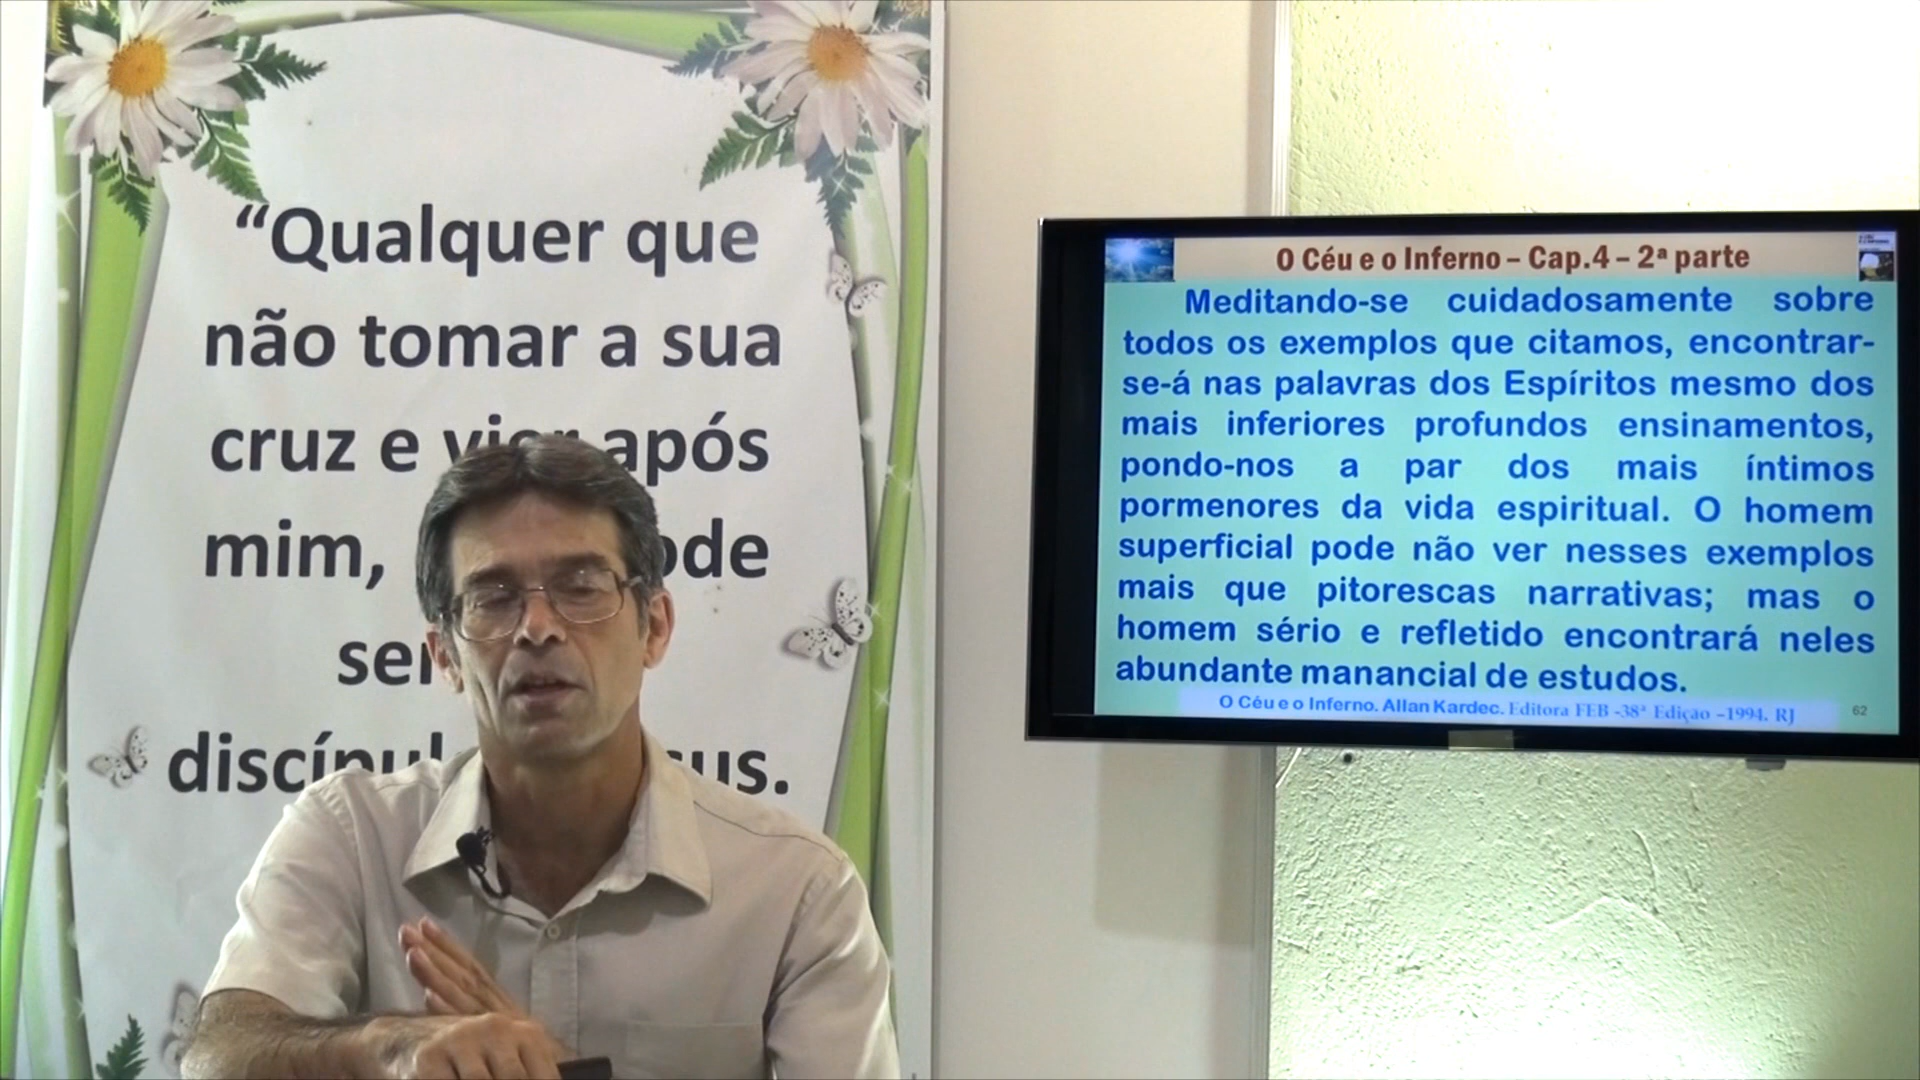 “Qualquer que
não tomar a sua
cruz e após
mim,
discípul
O Céu e o Inferno – Cap.4 – 2ª parte
Meditando-se cuidadosamente sobre
todos os exemplos que citamos, encontrar-
se-á nas palavras dos Espíritos mesmo dos
mais inferiores profundos ensinamentos,
pondo-nos a par dos mais íntimos
pormenores da vida espiritual. O homem
superficial pode não ver nesses exemplos
mais que pitorescas narrativas; mas o
homem sério e refletido encontrará neles
abundante manancial de estudos.
O Céu e o Inferno. Allan Kardec. Editora FEB -38ª Edição –1994. RJ
62